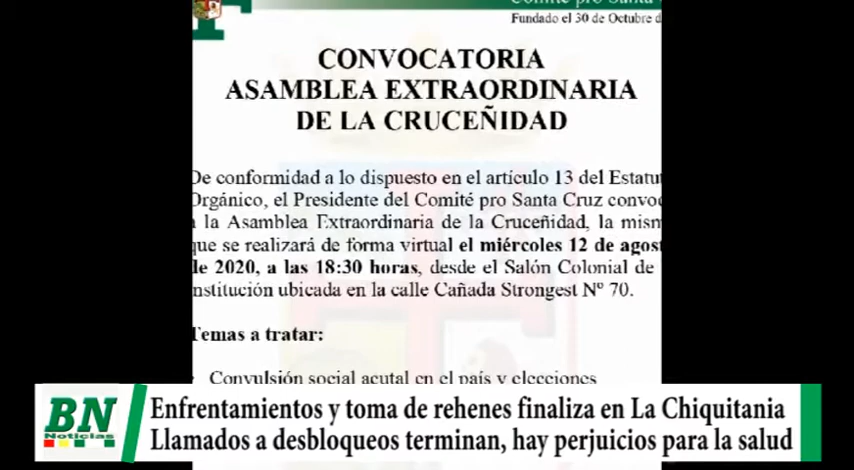 Fundado el 30 de Octubre d
CONVOCATORIA
ASAMBLEA EXTRAORDINARIA
DE LA CRUCEÑIDAD
De conformidad a lo dispuesto en el artículo 13 del Estatut
Orgánico, el Presidente del Comité pro Santa Cruz convoc
a la Asamblea Extraordinaria de la Cruceñidad, la mism
que se realizará de forma virtual el miércoles 12 de agost
de 2020, a las 18:30 horas, desde el Salón Colonial de
institución ubicada en la calle Cañada Strongest Nº 70.
Temas a tratar:
Convulsión social acutal en el país y elecciones
BN Enfrentamientos y toma de rehenes finaliza en La Chiquitania
Noticias Llamados a desbloqueos terminan, hay perjuicios para la salud